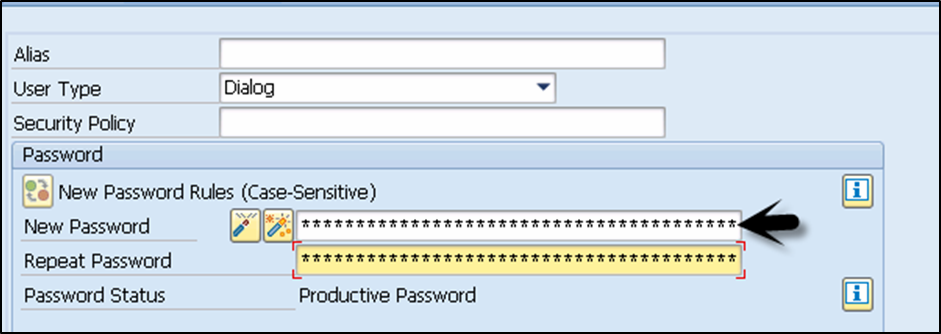 Alias
User Type Dialog
Security Policy
Password
New Password Rules (Case-Sensitive)
New Password ****************************************
Repeat Password ****************************************
Password Status Productive Password